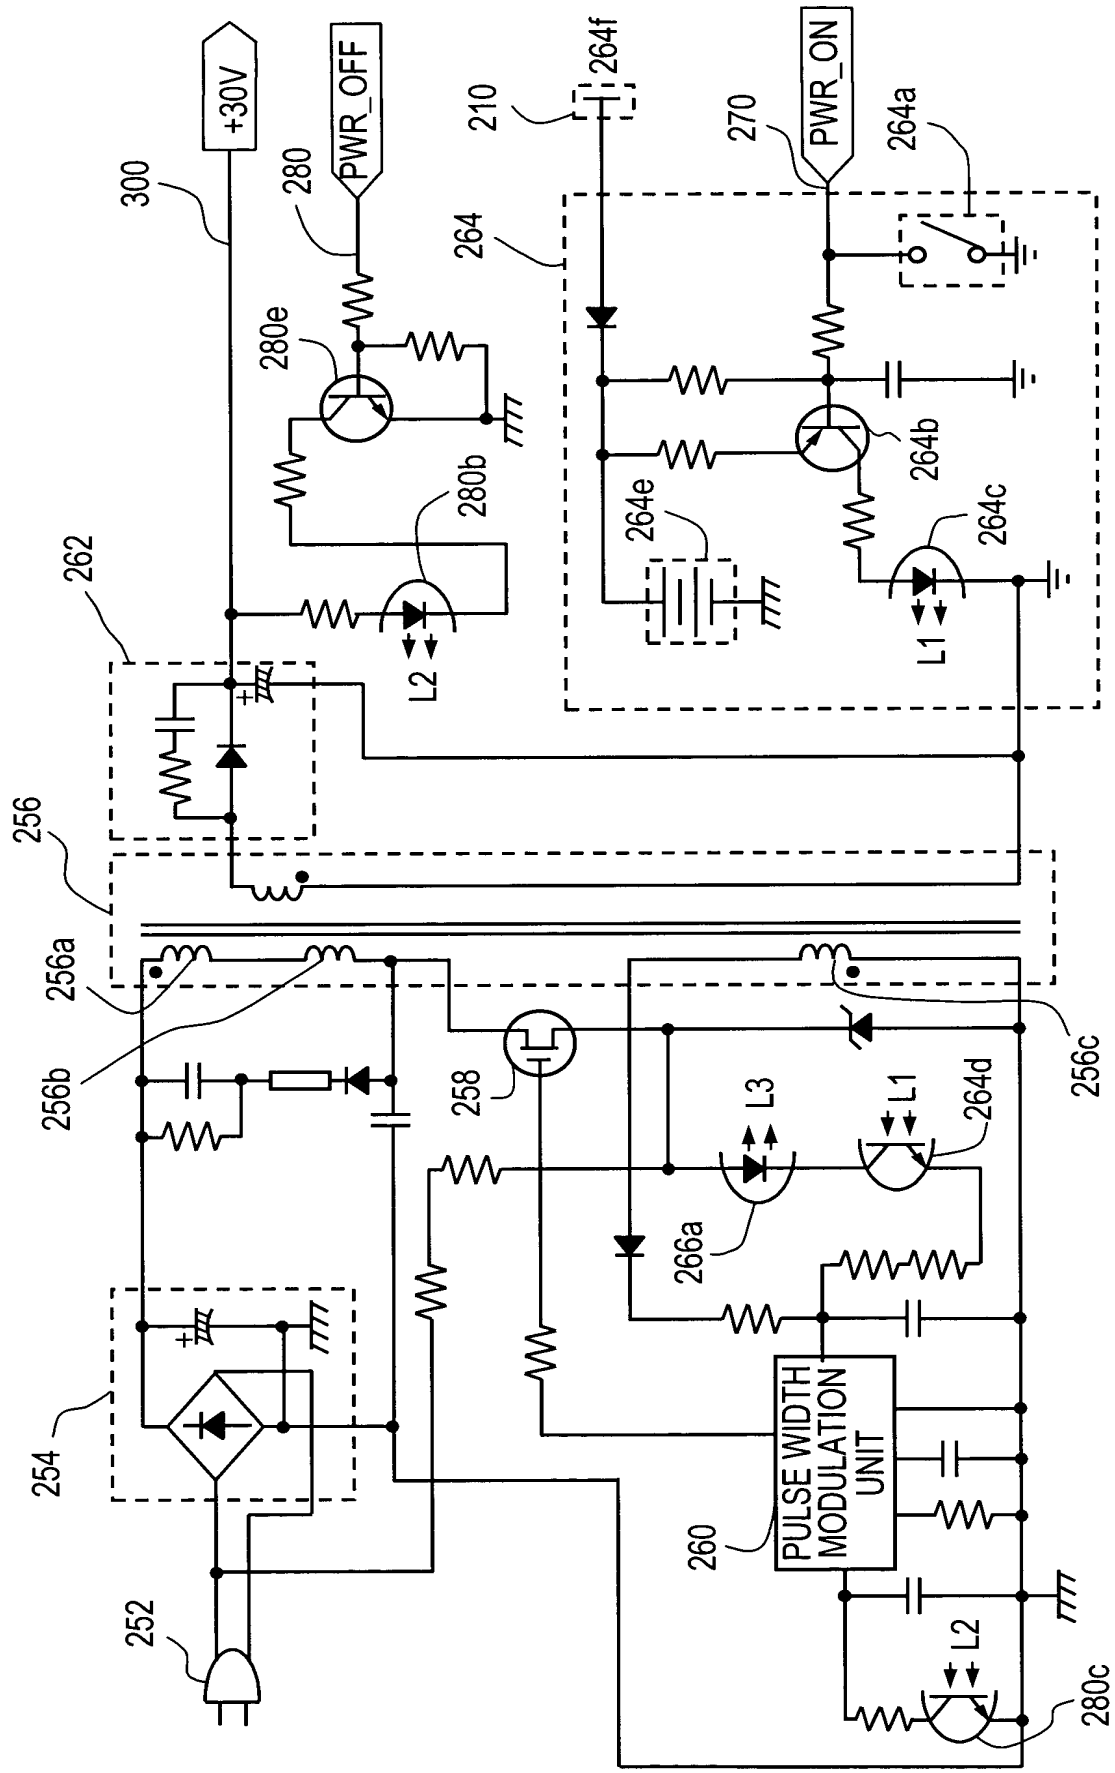 252
254
256a
256b
256
262
300
+30V
PWR_OFF
280
280e
280b
L2
258
266a
L3
L1
264d
256c
260
PULSE WIDTH
MODULATION
UNIT
L2
280c
264
210
264f
264e
270
PWR_ON
264a
264b
264c
L1
+
+